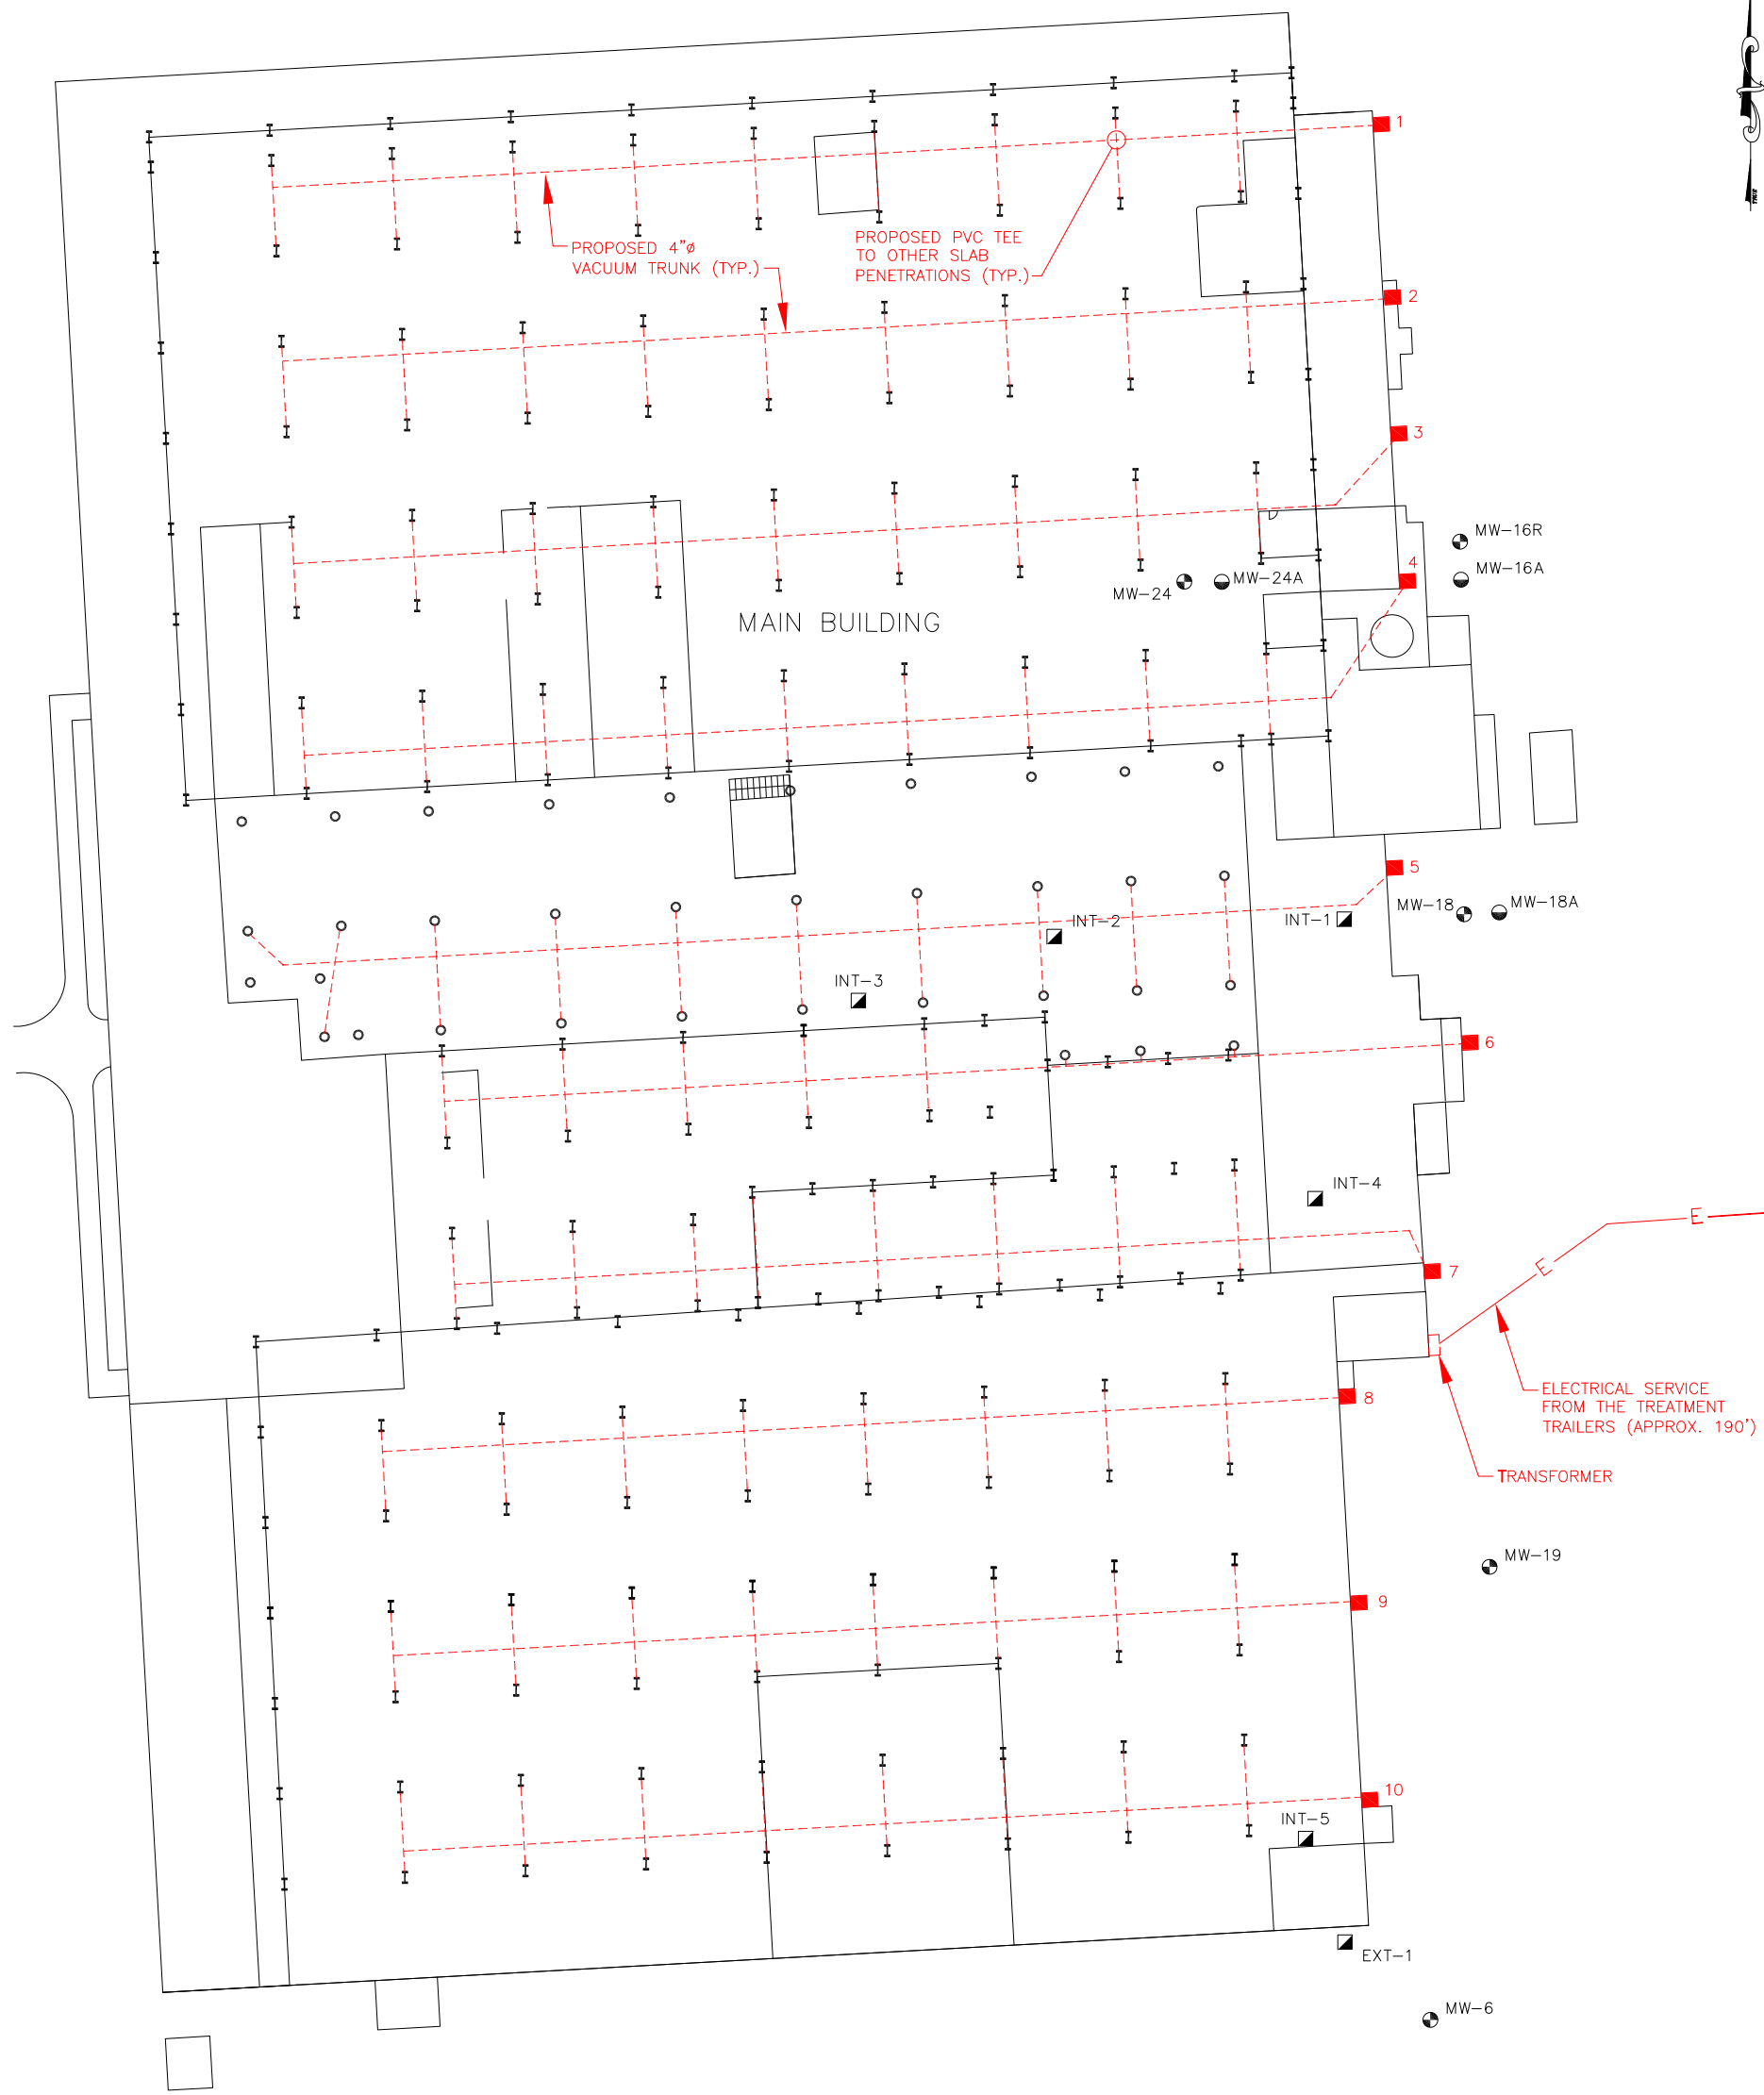 1
PROPOSED 4"ø
VACUUM TRUNK (TYP.)
PROPOSED PVC TEE
TO OTHER SLAB
PENETRATIONS (TYP.)
2
3
MW-16R
4
MW-16A
MW-24
MW-24A
MAIN BUILDING
5
MW-18
MW-18A
INT-1
INT-2
INT-3
6
INT-4
E
E
7
ELECTRICAL SERVICE
FROM THE TREATMENT
TRAILERS (APPROX. 190')
8
TRANSFORMER
MW-19
9
10
INT-5
EXT-1
MW-6